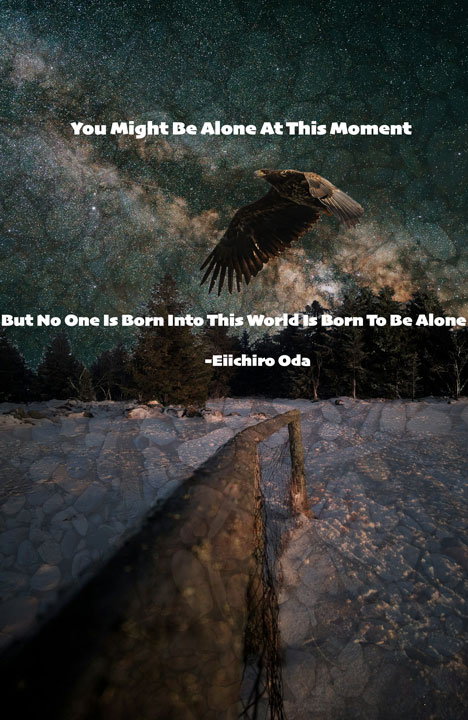 You Might Be Alone At This Moment
But No One Is Born Into This World Is Born To Be Alone
-Eiichiro Oda